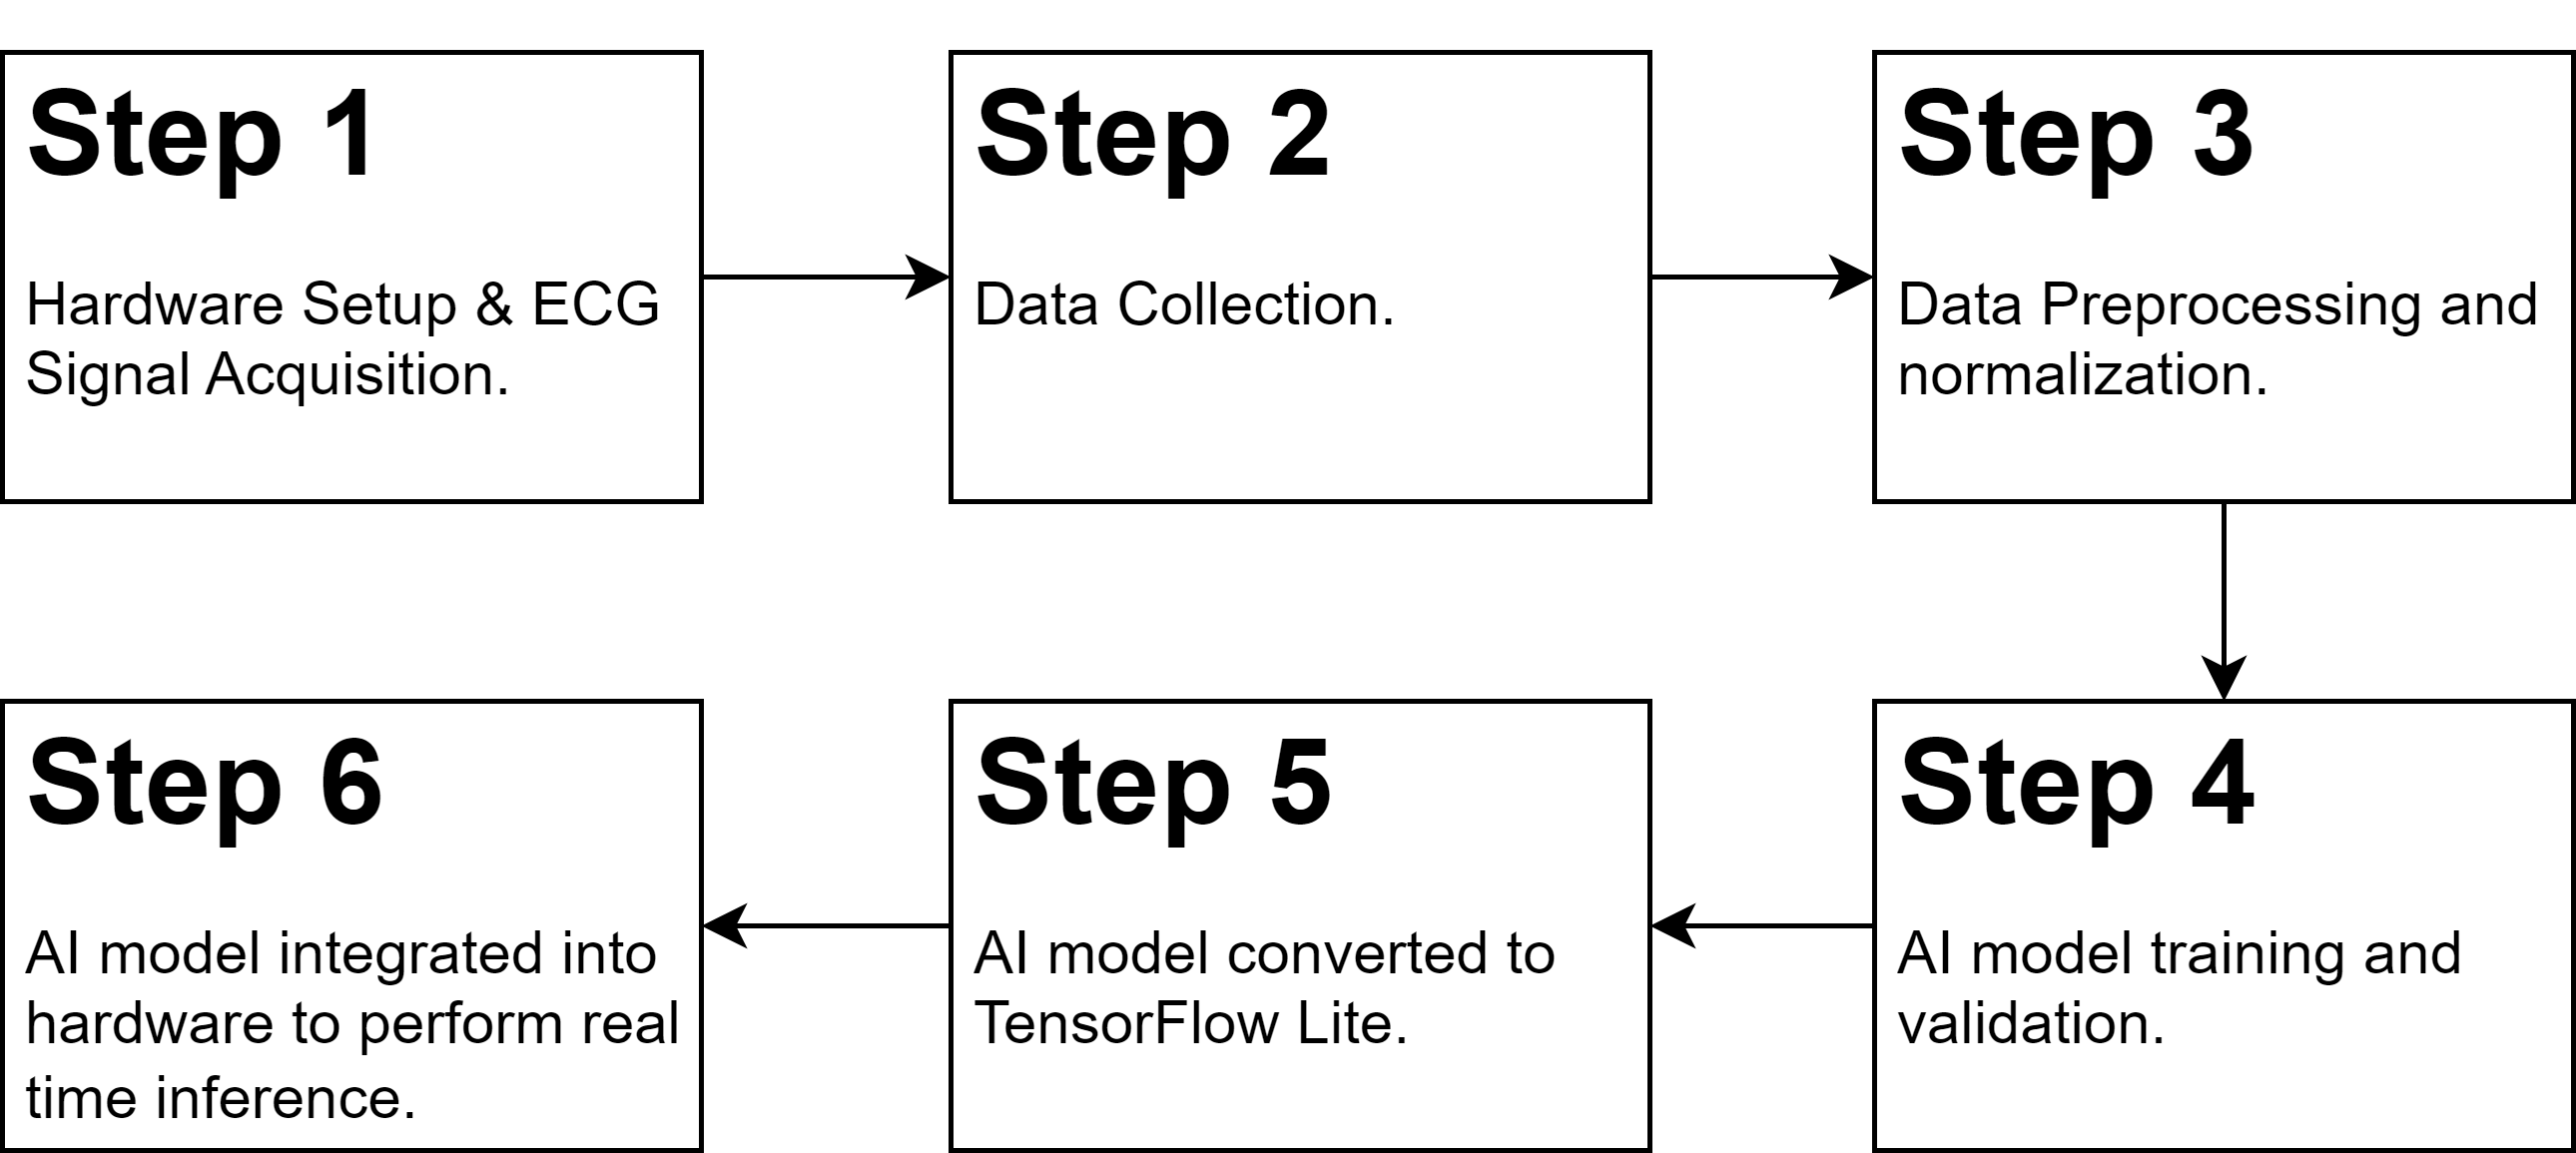 Step 1
Hardware Setup & ECG
Signal Acquisition.
Step 2
Data Collection.
Step 3
Data Preprocessing and
normalization.
Step 4
AI model training and
validation.
Step 5
AI model converted to
TensorFlow Lite.
Step 6
AI model integrated into
hardware to perform real
time inference.